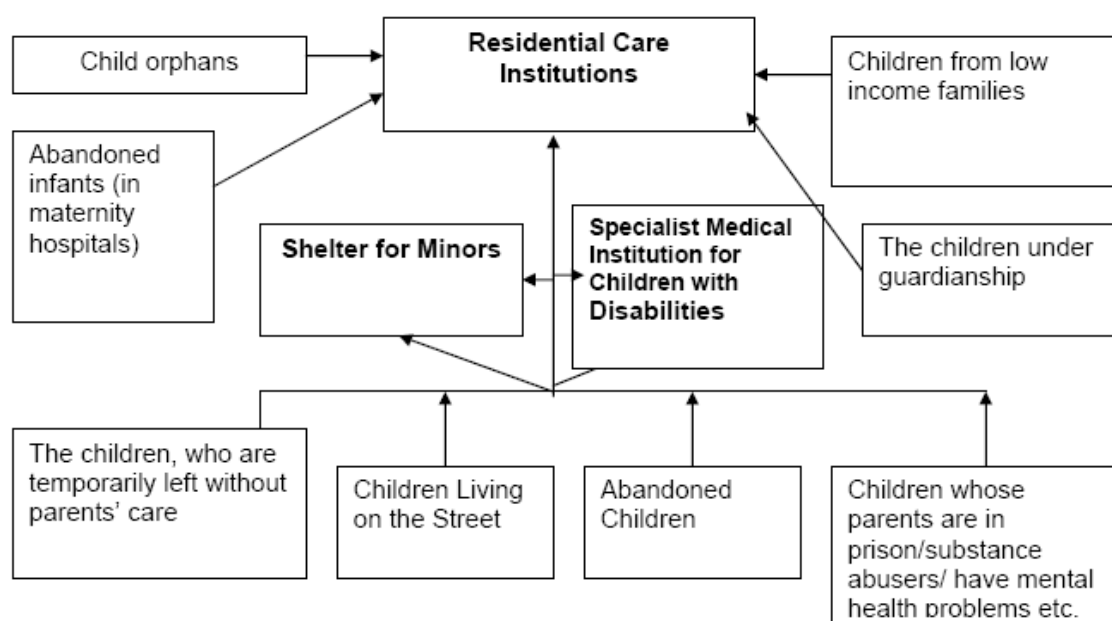 Child orphans
Residential Care
Institutions
Children from low
income families
Abandoned
infants (in
maternity
hospitals)
Shelter for Minors
Specialist Medical
Institution for
Children with
Disabilities
The children under
guardianship
The children, who are
temporarily left without
parents’ care
Children Living
on the Street
Abandoned
Children
Children whose
parents are in
prison/substance
abusers/ have mental
health problems etc.